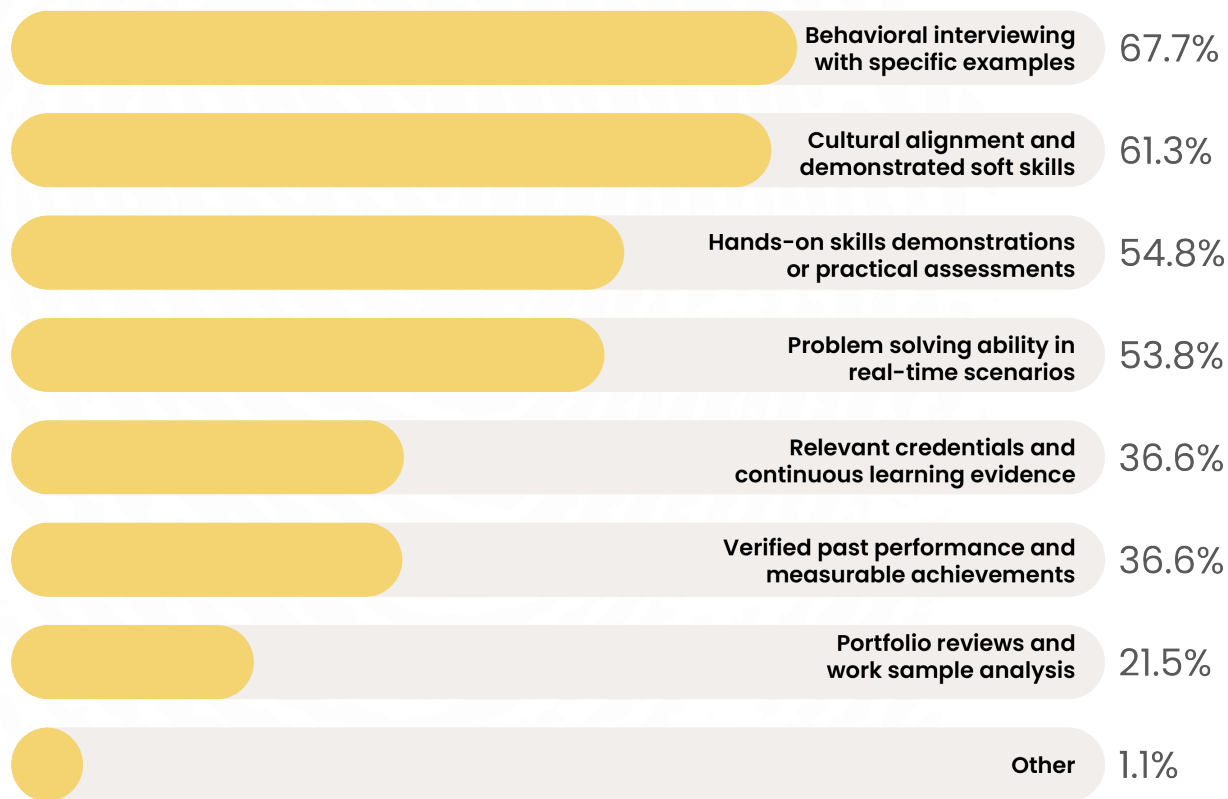 Behavioral interviewing
with specific examples
67.7%
Cultural alignment and
demonstrated soft skills
61.3%
Hands-on skills demonstrations
or practical assessments
54.8%
Problem solving ability in
real-time scenarios
53.8%
Relevant credentials and
continuous learning evidence
36.6%
Verified past performance and
measurable achievements
36.6%
Portfolio reviews and
work sample analysis
21.5%
Other
1.1%